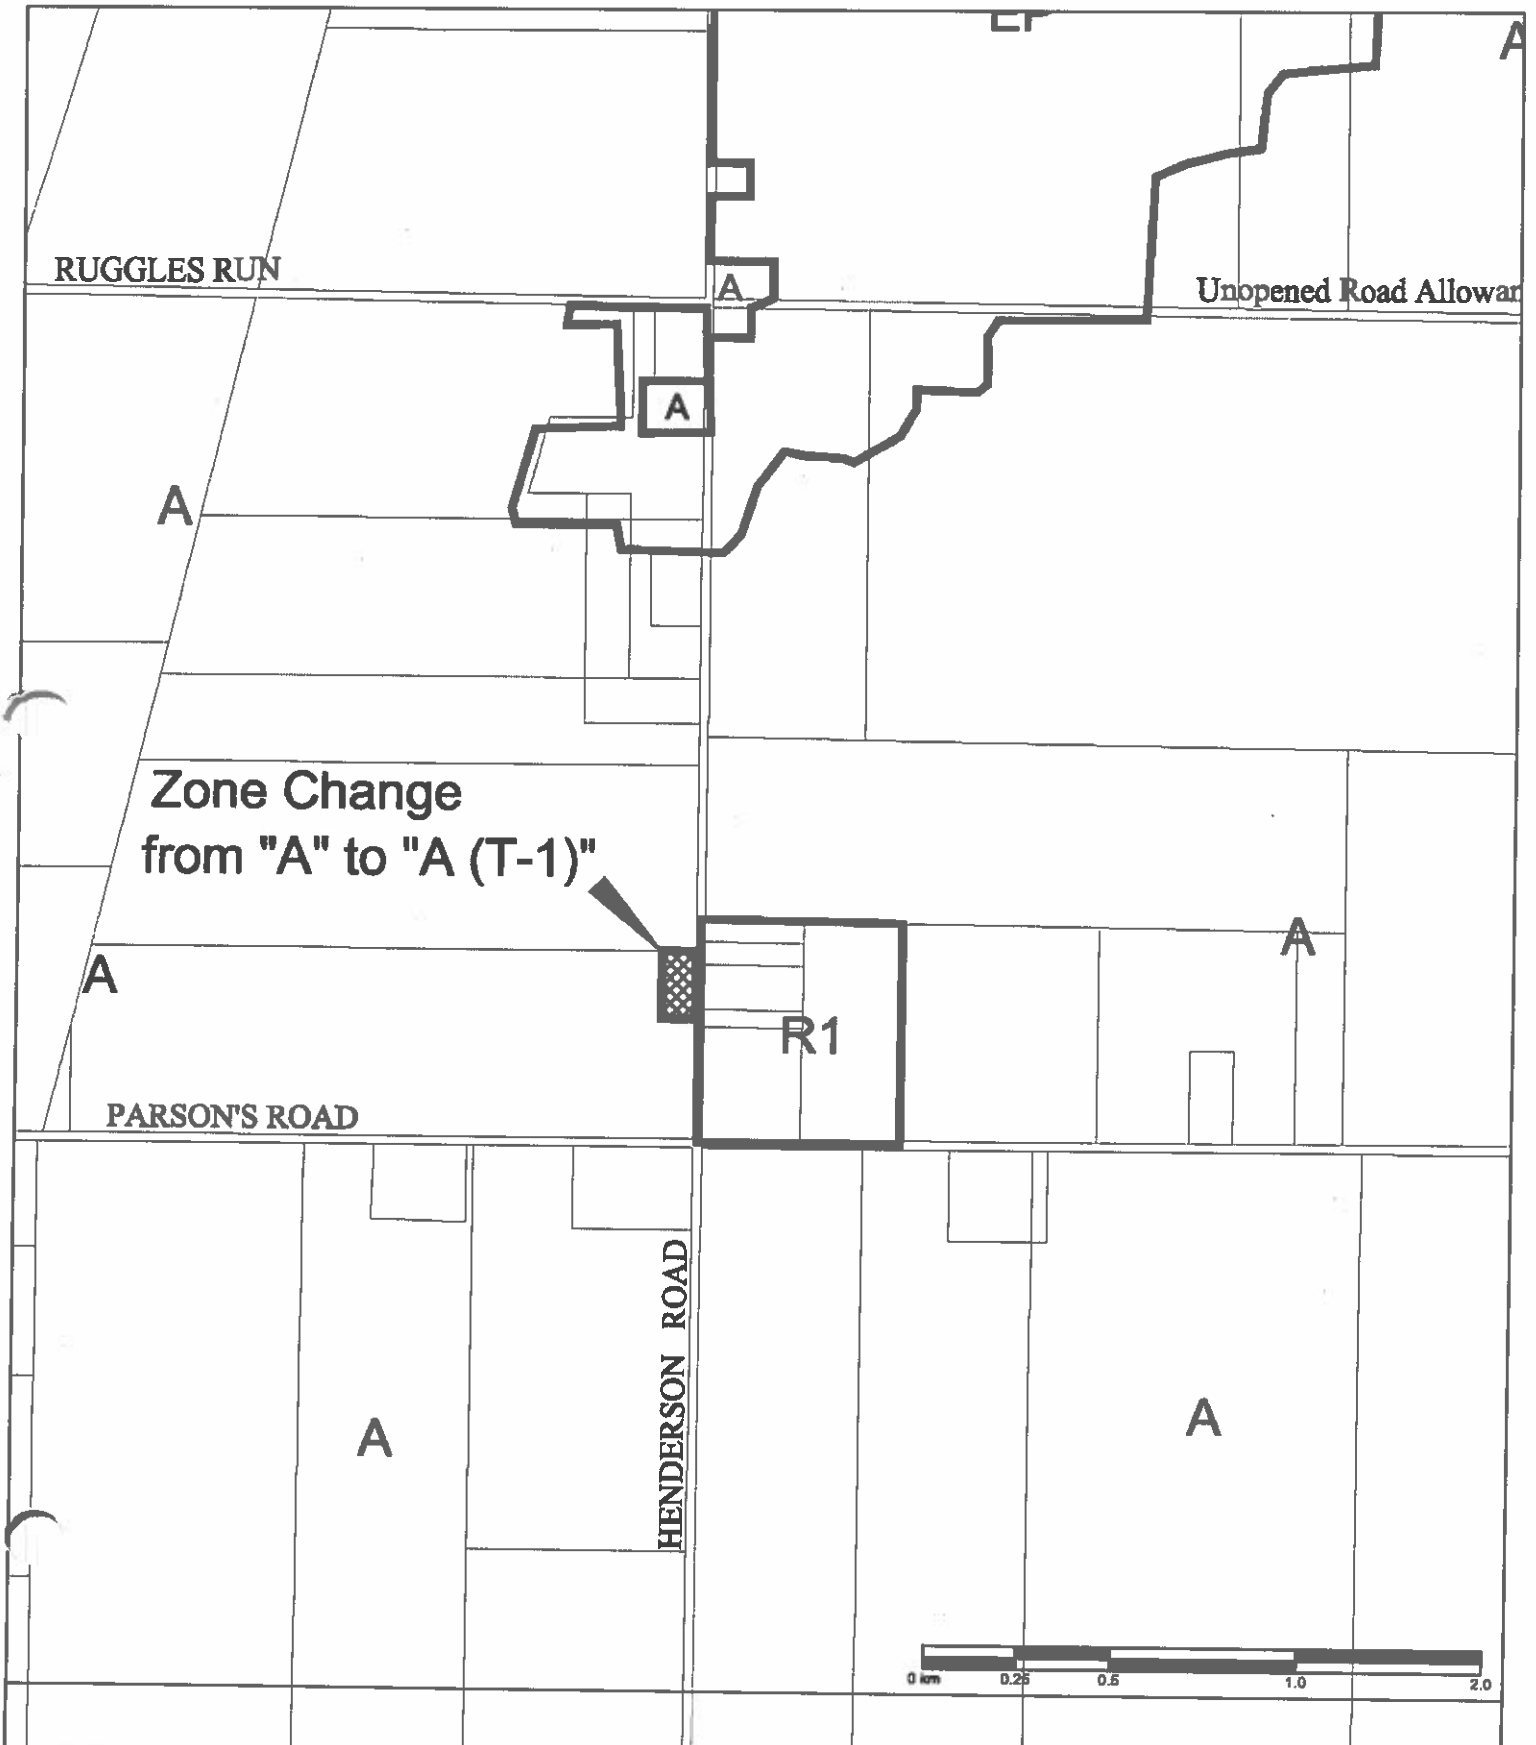 A
RUGGLES RUN
A
Unopened Road Allowan
A
A
Zone Change
from "A" to "A (T-1)"
A
A
R1
PARSON'S ROAD
HENDERSON ROAD
A
A
0 km 0.25 0.5 1.0 2.0